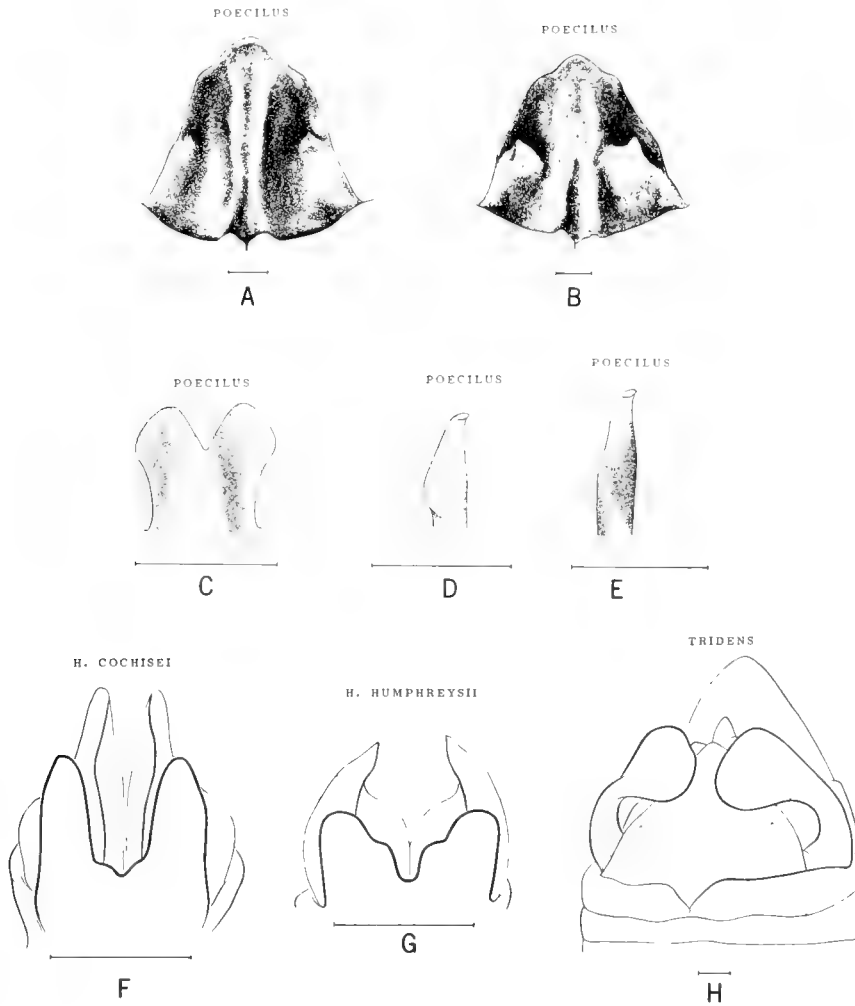 POECILUS
POECILUS
A
B
POECILUS
POECILUS
POECILUS
C
D
E
H. COCHISEI
H. HUMPHREYSII
TRIDENS
F
G
H